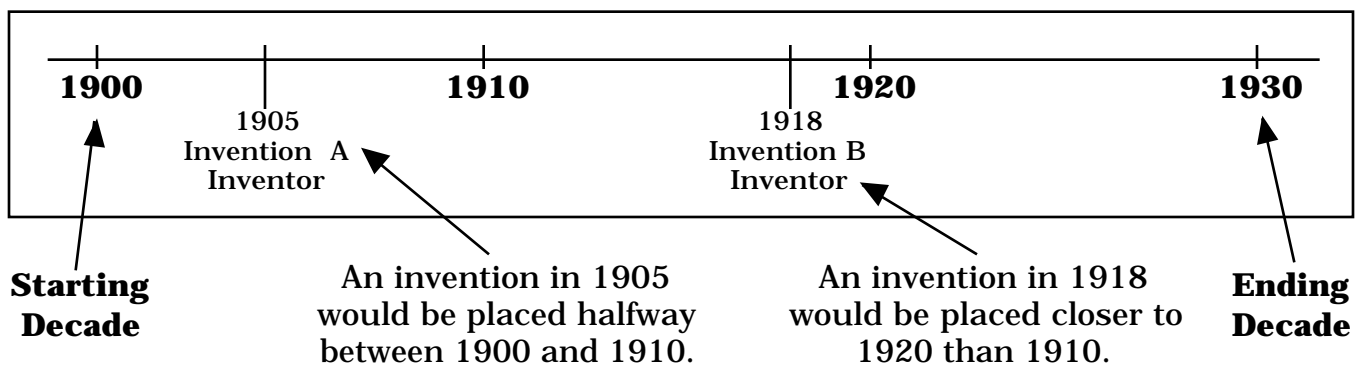 1900 1910 1920 1930
1905
Invention A
Inventor
1918
Invention B
Inventor
Starting
Decade
An invention in 1905
would be placed halfway
between 1900 and 1910.
An invention in 1918
would be placed closer to
1920 than 1910.
Ending
Decade